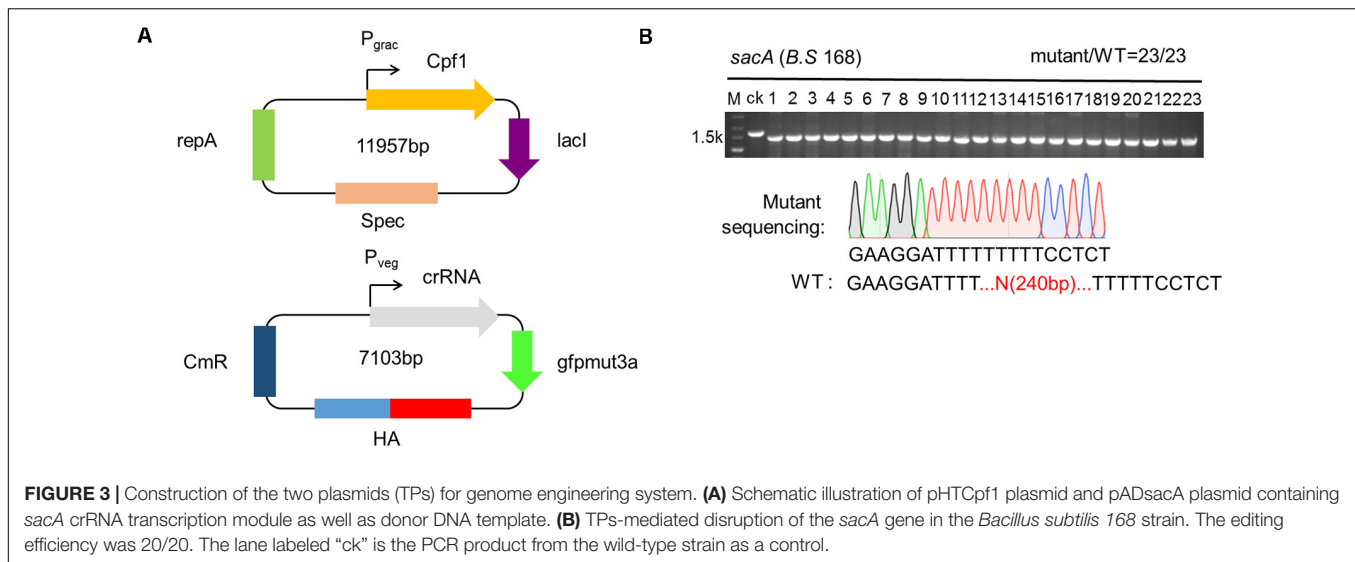 A
P grac
Cpf1
repA
11957bp
lacI
Spec
P veg
crRNA
CmR
7103bp
gfpmut3a
HA
B
sacA (B.S 168) mutant/WT=23/23
M ck 1 2 3 4 5 6 7 8 9 10 11 12 13 14 15 16 17 18 19 20 21 22 23
1.5k
Mutant
sequencing:
GAAGGATTTTTTTTTCCTCT
WT : GAAGGATTTT...N(240bp)...TTTTTCCTCT
FIGURE 3 | Construction of the two plasmids (TPs) for genome engineering system. (A) Schematic illustration of pHTCpf1 plasmid and pADsacA plasmid containing
sacA crRNA transcription module as well as donor DNA template. (B) TPs-mediated disruption of the sacA gene in the Bacillus subtilis 168 strain. The editing
efficiency was 20/20. The lane labeled “ck” is the PCR product from the wild-type strain as a control.